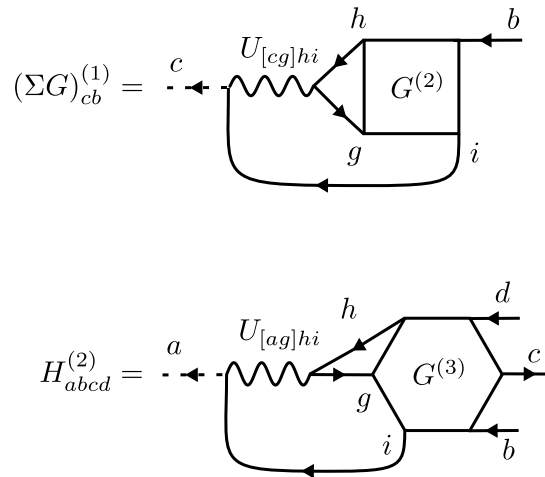 h
b
U_{[cg]hi}
c
(ΣG)^{(1)}_{cb} =
G^{(2)}
g
i
d
h
U_{[ag]hi}
a
c
H^{(2)}_{abcd} =
G^{(3)}
g
i
b